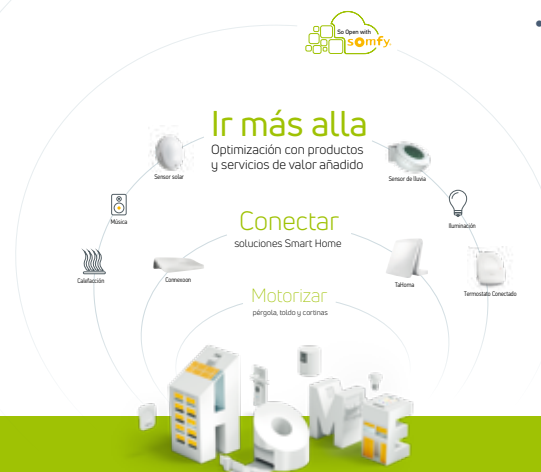 So Open with
somfy.
Ir más alla
Optimización con productos
y servicios de valor añadido
Sensor solar
Sensor de lluvia
Música
Iluminación
Conectar
soluciones Smart Home
Calefacción
Connexoon
TaHoma
Termostato Conectado
Motorizar
pérgola, toldo y cortinas
HOME